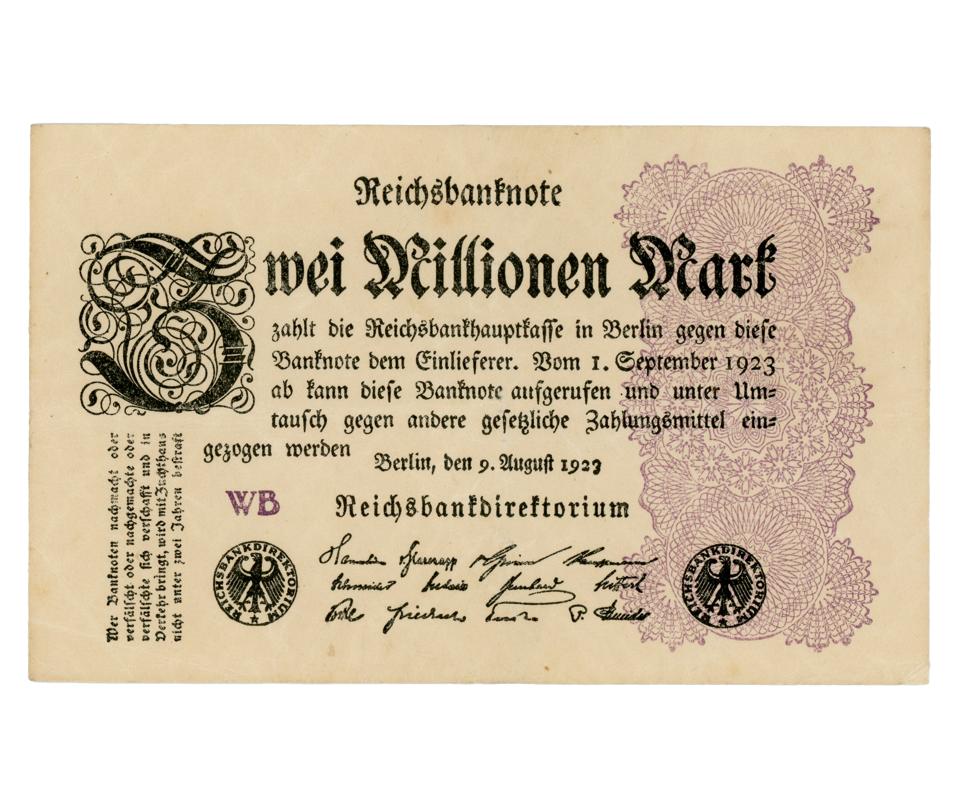 Reichsbanknote
Zwei Millionen Mark
zahlt die Reichsbankhauptkasse in Berlin gegen diese
Banknote dem Einlieferer. Vom 1. September 1923
ab kann diese Banknote aufgerufen und unter Um=
tausch gegen andere gesetzliche Zahlungsmittel ein=
gezogen werden
Berlin, den 9. August 1923
WB
Reichsbankdirektorium
REICHSBANKDIREKTORIUM
REICHSBANKDIREKTORIUM
Wer Banknoten nachmacht oder
verfälscht oder nachgemachte oder
verfälschte sich verschafft und in
Verkehr bringt, wird mit Zuchthaus
nicht unter zwei Jahren bestraft